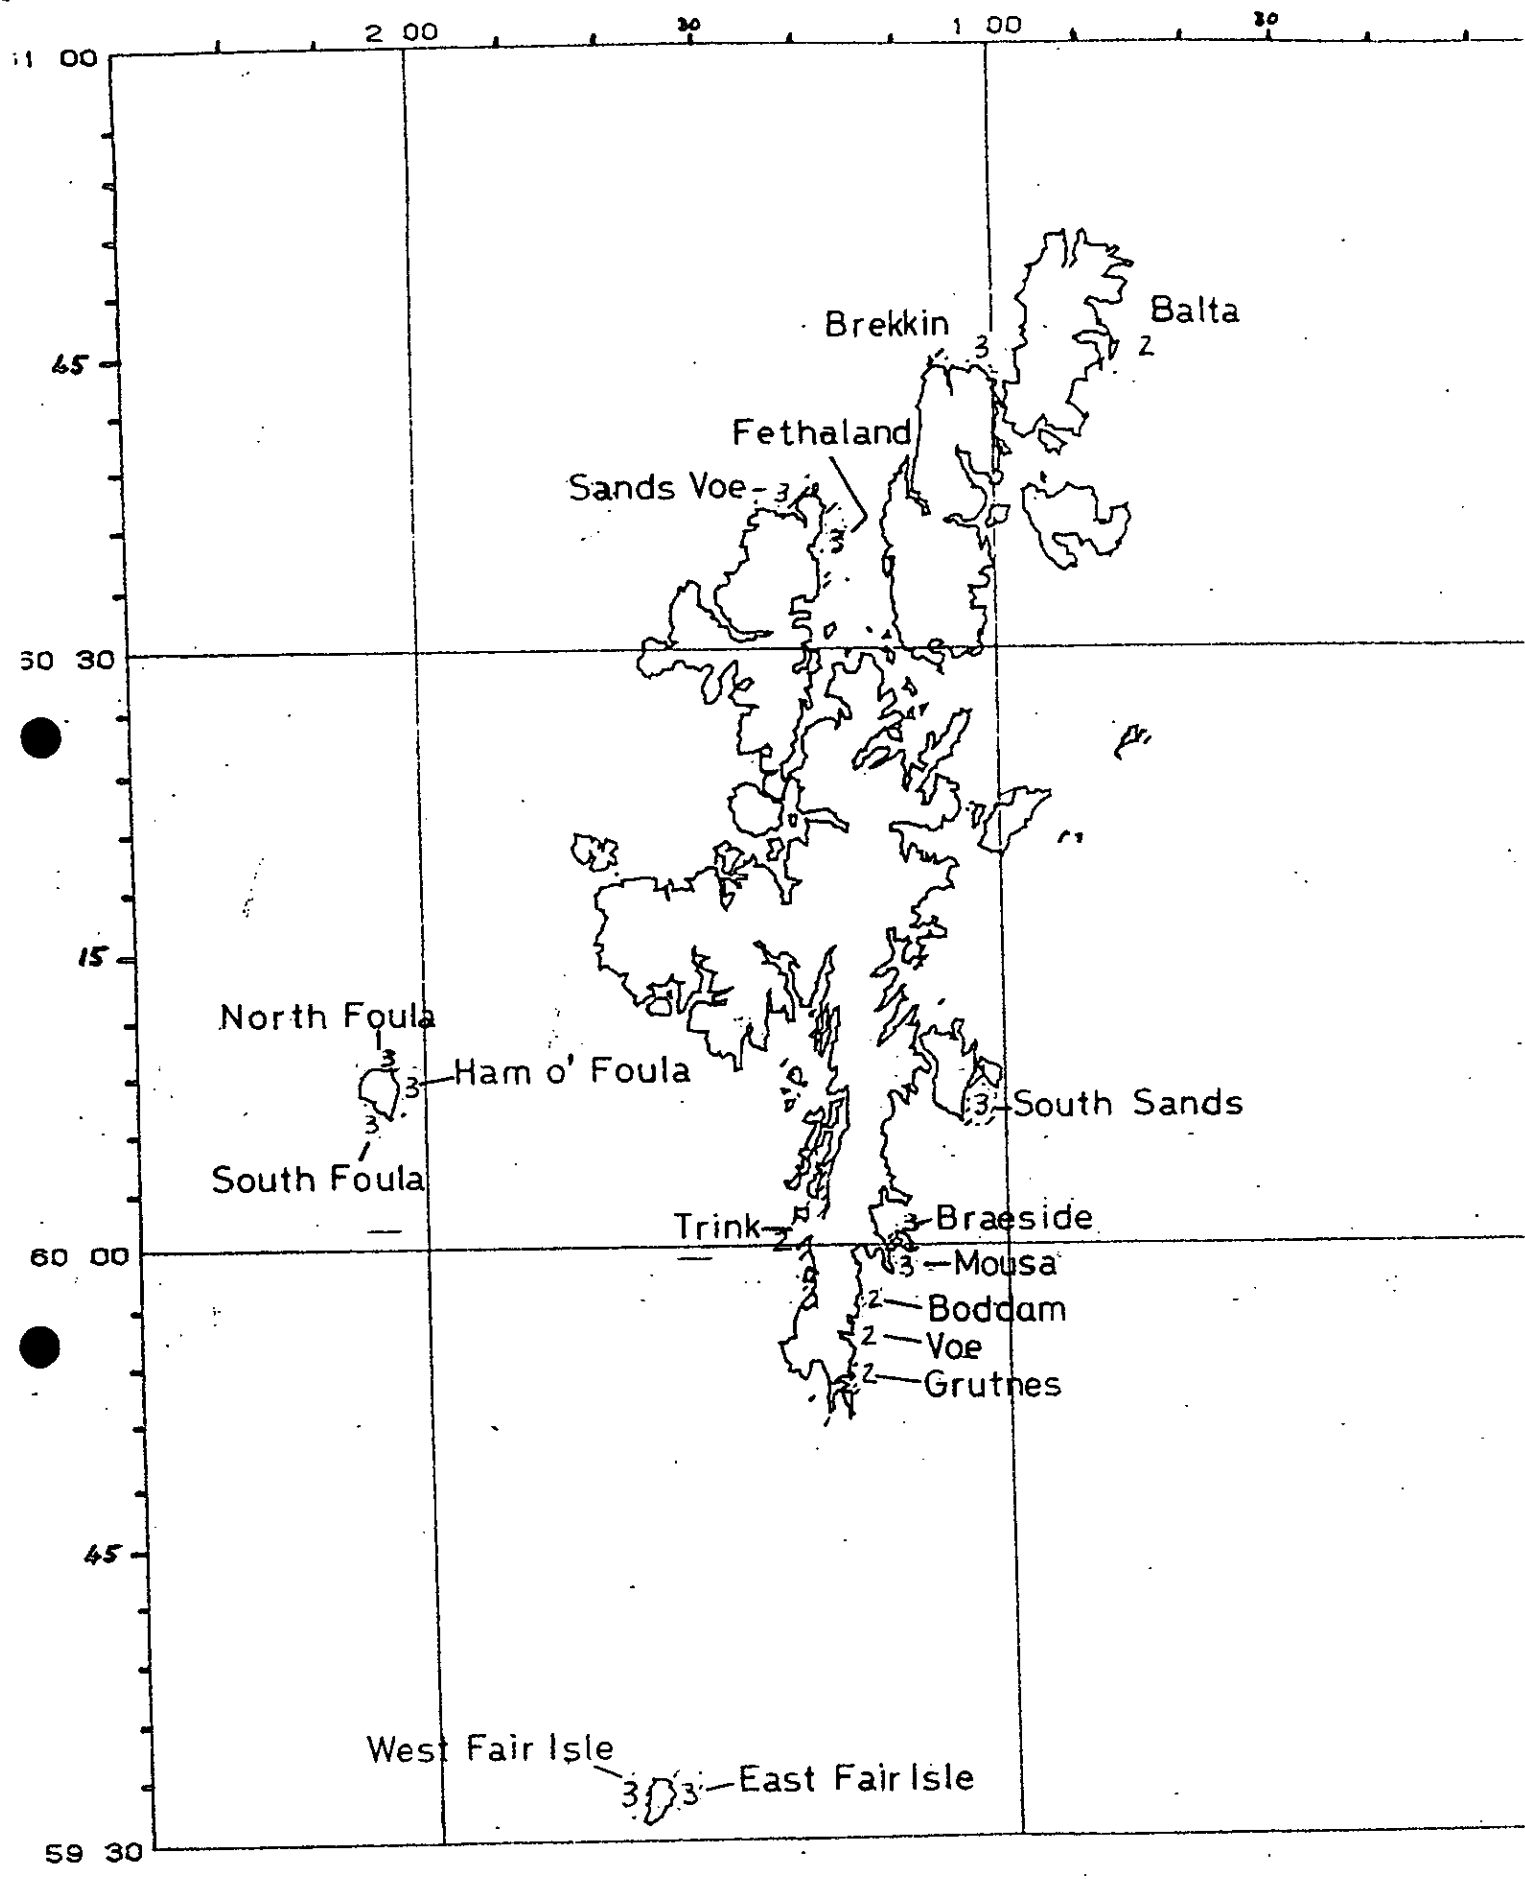 2 00
30
1 00
30
1 00
Balta
Brekkin
3
2
45
Fethaland
Sands Voe 3
3
30
15
North Foula
3
3 Ham o' Foula
3 South Sands
3
South Foula
3 Braeside
Trink
2
60 00
3 Mousa
2 Boddam
2 Voe
2 Grutnes
45
West Fair Isle
3 3 East Fair Isle
59 30